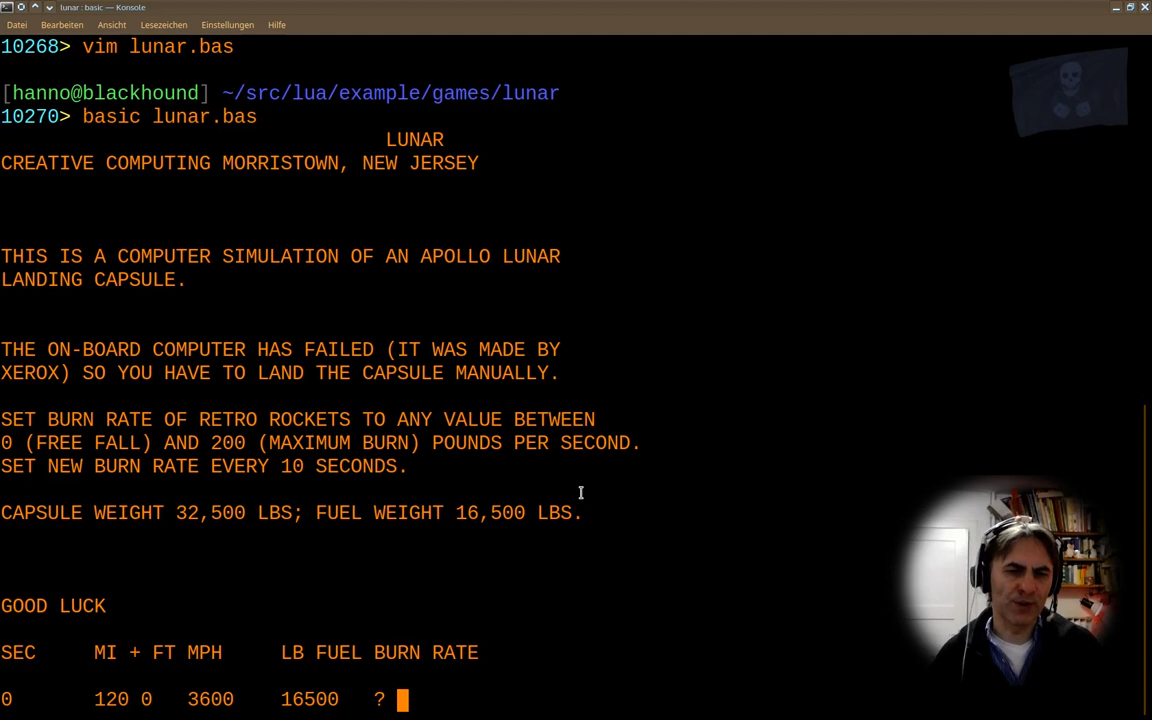 lunar : basic — Konsole
Datei Bearbeiten Ansicht Lesezeichen Einstellungen Hilfe
10268> vim lunar.bas
[hanno@blackhound] ~/src/lua/example/games/lunar
10270> basic lunar.bas
LUNAR
CREATIVE COMPUTING MORRISTOWN, NEW JERSEY
THIS IS A COMPUTER SIMULATION OF AN APOLLO LUNAR
LANDING CAPSULE.
THE ON-BOARD COMPUTER HAS FAILED (IT WAS MADE BY
XEROX) SO YOU HAVE TO LAND THE CAPSULE MANUALLY.
SET BURN RATE OF RETRO ROCKETS TO ANY VALUE BETWEEN
0 (FREE FALL) AND 200 (MAXIMUM BURN) POUNDS PER SECOND.
SET NEW BURN RATE EVERY 10 SECONDS.
CAPSULE WEIGHT 32,500 LBS; FUEL WEIGHT 16,500 LBS.
GOOD LUCK
SEC MI + FT MPH LB FUEL BURN RATE
0 120 0 3600 16500 ?